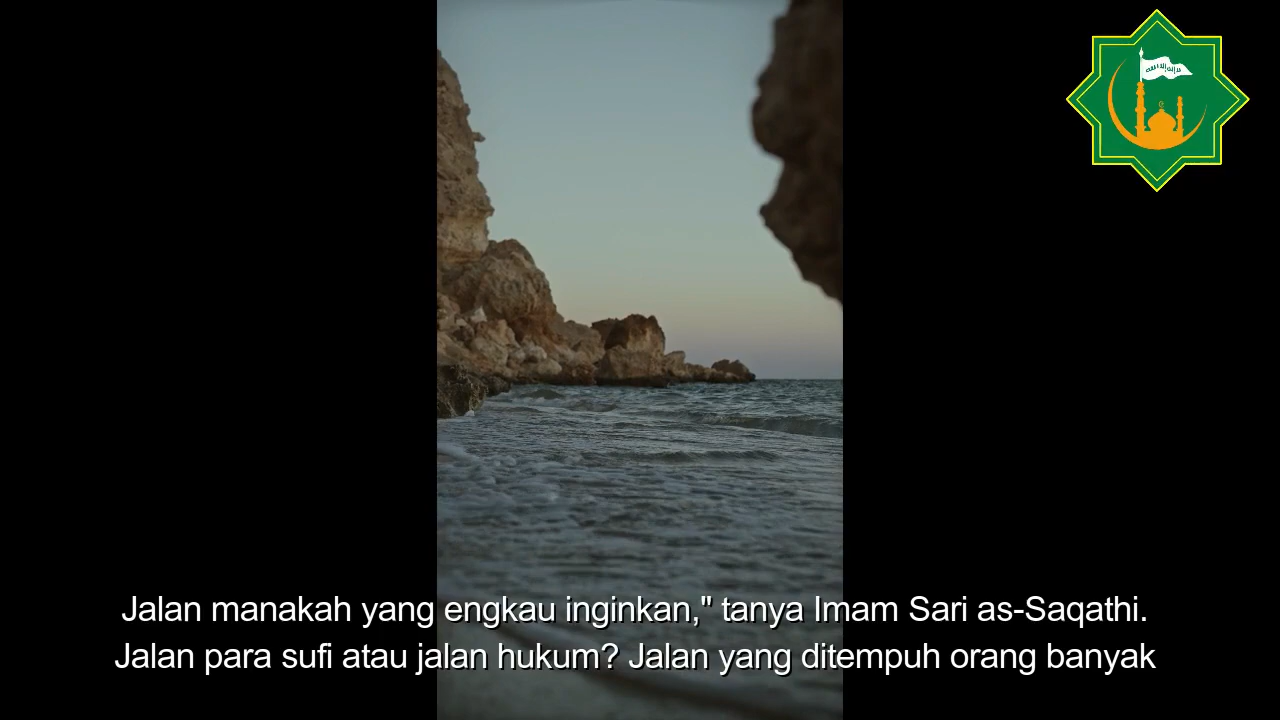 Jalan manakah yang engkau inginkan," tanya Imam Sari as-Saqathi.
Jalan para sufi atau jalan hukum? Jalan yang ditempuh orang banyak